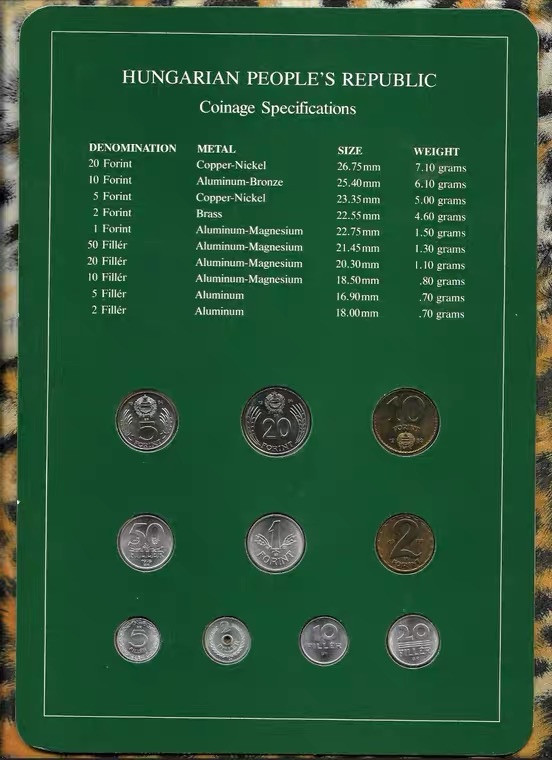 HUNGARIAN PEOPLE'S REPUBLIC
Coinage Specifications
DENOMINATION METAL SIZE WEIGHT
20 Forint Copper-Nickel 26.75mm 7.10 grams
10 Forint Aluminum-Bronze 25.40mm 6.10 grams
5 Forint Copper-Nickel 23.35mm 5.00 grams
2 Forint Brass 22.55mm 4.60 grams
1 Forint Aluminum-Magnesium 22.75mm 1.50 grams
50 Fillér Aluminum-Magnesium 21.45mm 1.30 grams
20 Fillér Aluminum-Magnesium 20.30mm 1.10 grams
10 Fillér Aluminum-Magnesium 18.50mm .80 grams
5 Fillér Aluminum 16.90mm .70 grams
2 Fillér Aluminum 18.00mm .70 grams
5 20 10
FORINT FORINT FORINT
50 1 2
FILLÉR FORINT FORINT
5 2 10 20
FILLÉR FILLÉR